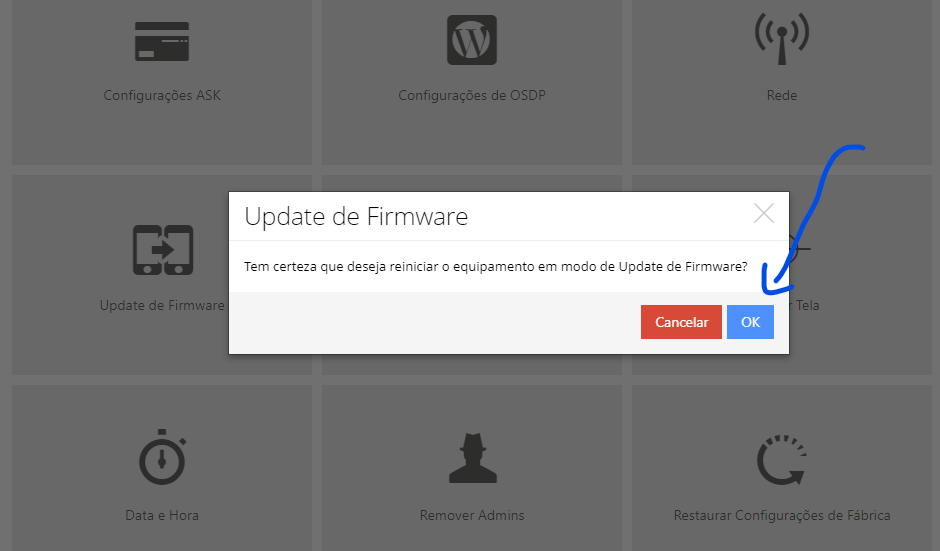 Configurações ASK
Configurações de OSDP
Rede
Update de Firmware
Tem certeza que deseja reiniciar o equipamento em modo de Update de Firmware?
Cancelar
OK
Update de Firmware
Tela
Data e Hora
Remover Admins
Restaurar Configurações de Fábrica